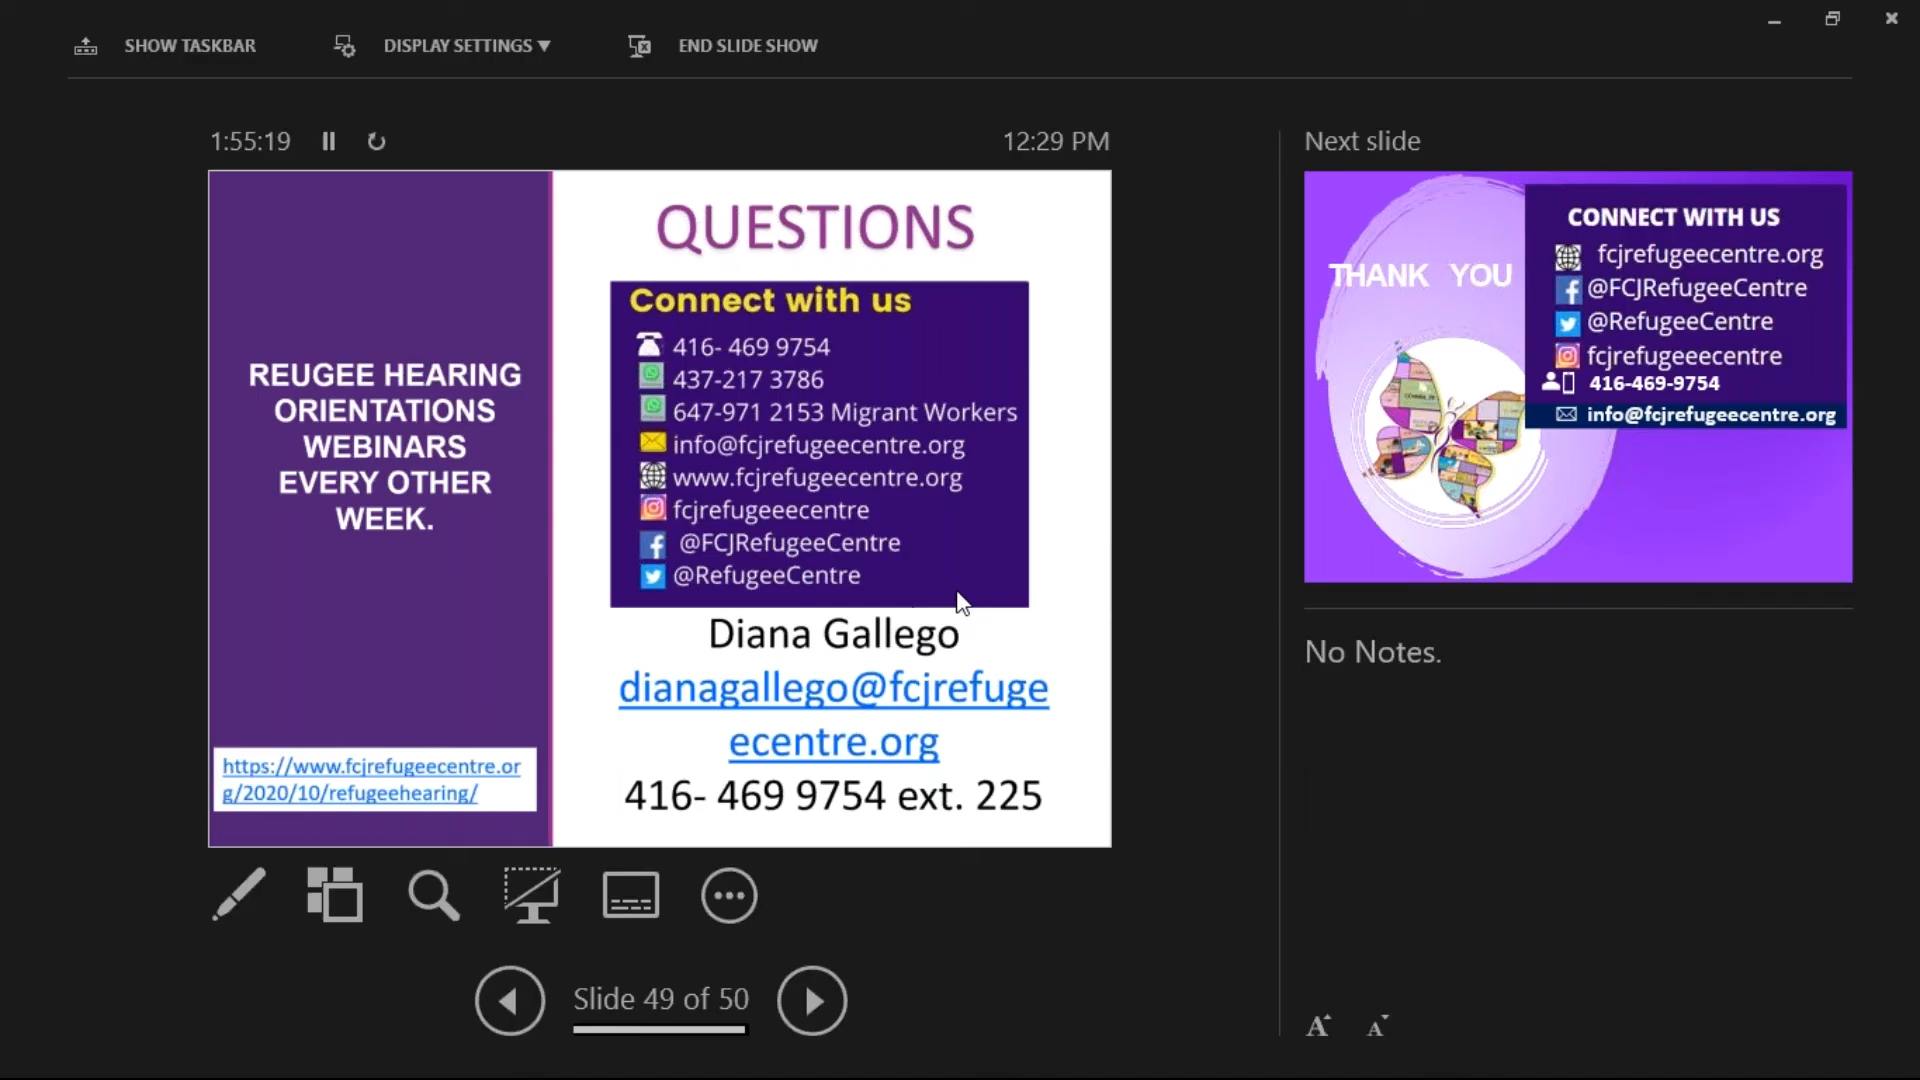 SHOW TASKBAR
DISPLAY SETTINGS ▼
END SLIDE SHOW
1:55:19
12:29 PM
REUGEE HEARING
ORIENTATIONS
WEBINARS
EVERY OTHER
WEEK.
https://www.fcjrefugeecentre.or
g/2020/10/refugeehearing/
QUESTIONS
Connect with us
416- 469 9754
437-217 3786
647-971 2153 Migrant Workers
info@fcjrefugeecentre.org
www.fcjrefugeecentre.org
fcjrefugeeecentre
@FCJRefugeeCentre
@RefugeeCentre
Diana Gallego
dianagallego@fcjrefuge
ecentre.org
416- 469 9754 ext. 225
Slide 49 of 50
Next slide
THANK YOU
CONNECT WITH US
fcjrefugeecentre.org
@FCJRefugeeCentre
@RefugeeCentre
fcjrefugeeecentre
416-469-9754
info@fcjrefugeecentre.org
No Notes.
A A